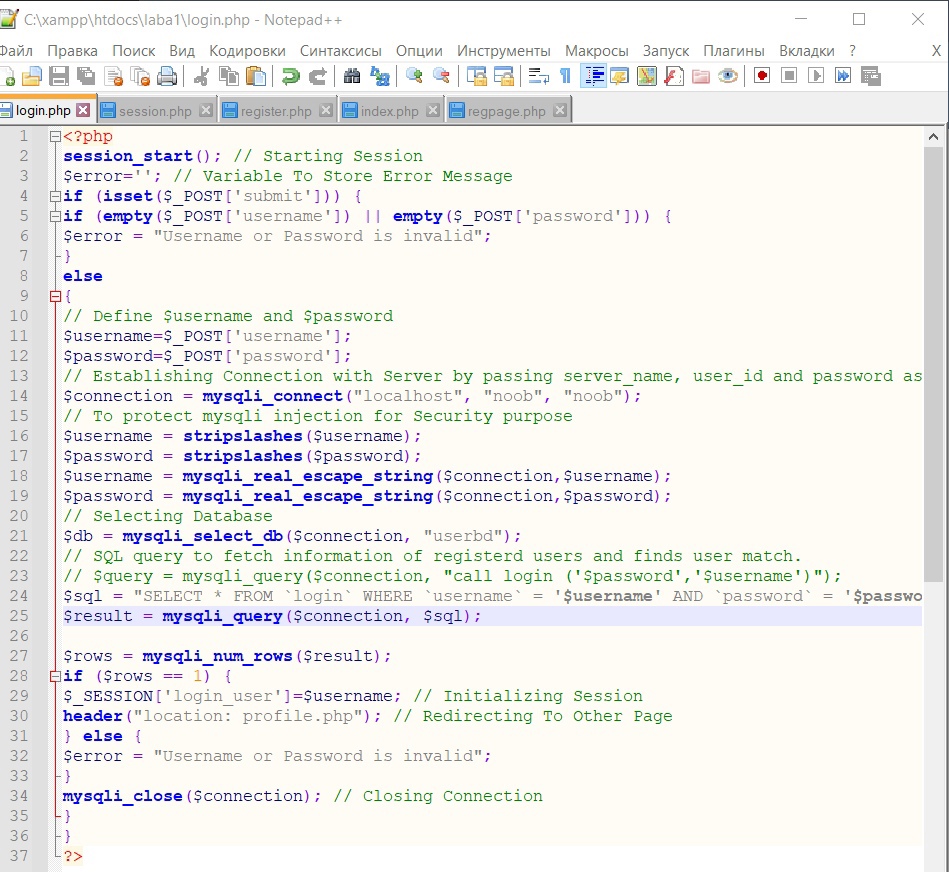 C:\xampp\htdocs\laba1\login.php - Notepad++
Файл Правка Поиск Вид Кодировки Синтаксисы Опции Инструменты Макросы Запуск Плагины Вкладки ? X
login.php session.php register.php index.php regpage.php
1 <?php
2 session_start(); // Starting Session
3 $error=''; // Variable To Store Error Message
4 if (isset($_POST['submit'])) {
5 if (empty($_POST['username']) || empty($_POST['password'])) {
6 $error = "Username or Password is invalid";
7 }
8 else
9 {
10 // Define $username and $password
11 $username=$_POST['username'];
12 $password=$_POST['password'];
13 // Establishing Connection with Server by passing server_name, user_id and password as
14 $connection = mysqli_connect("localhost", "noob", "noob");
15 // To protect mysqli injection for Security purpose
16 $username = stripslashes($username);
17 $password = stripslashes($password);
18 $username = mysqli_real_escape_string($connection,$username);
19 $password = mysqli_real_escape_string($connection,$password);
20 // Selecting Database
21 $db = mysqli_select_db($connection, "userbd");
22 // SQL query to fetch information of registerd users and finds user match.
23 // $query = mysqli_query($connection, "call login ('$password','$username')");
24 $sql = "SELECT * FROM `login` WHERE `username` = '$username' AND `password` = '$passwo
25 $result = mysqli_query($connection, $sql);
26
27 $rows = mysqli_num_rows($result);
28 if ($rows == 1) {
29 $_SESSION['login_user']=$username; // Initializing Session
30 header("location: profile.php"); // Redirecting To Other Page
31 } else {
32 $error = "Username or Password is invalid";
33 }
34 mysqli_close($connection); // Closing Connection
35 }
36 }
37 ?>